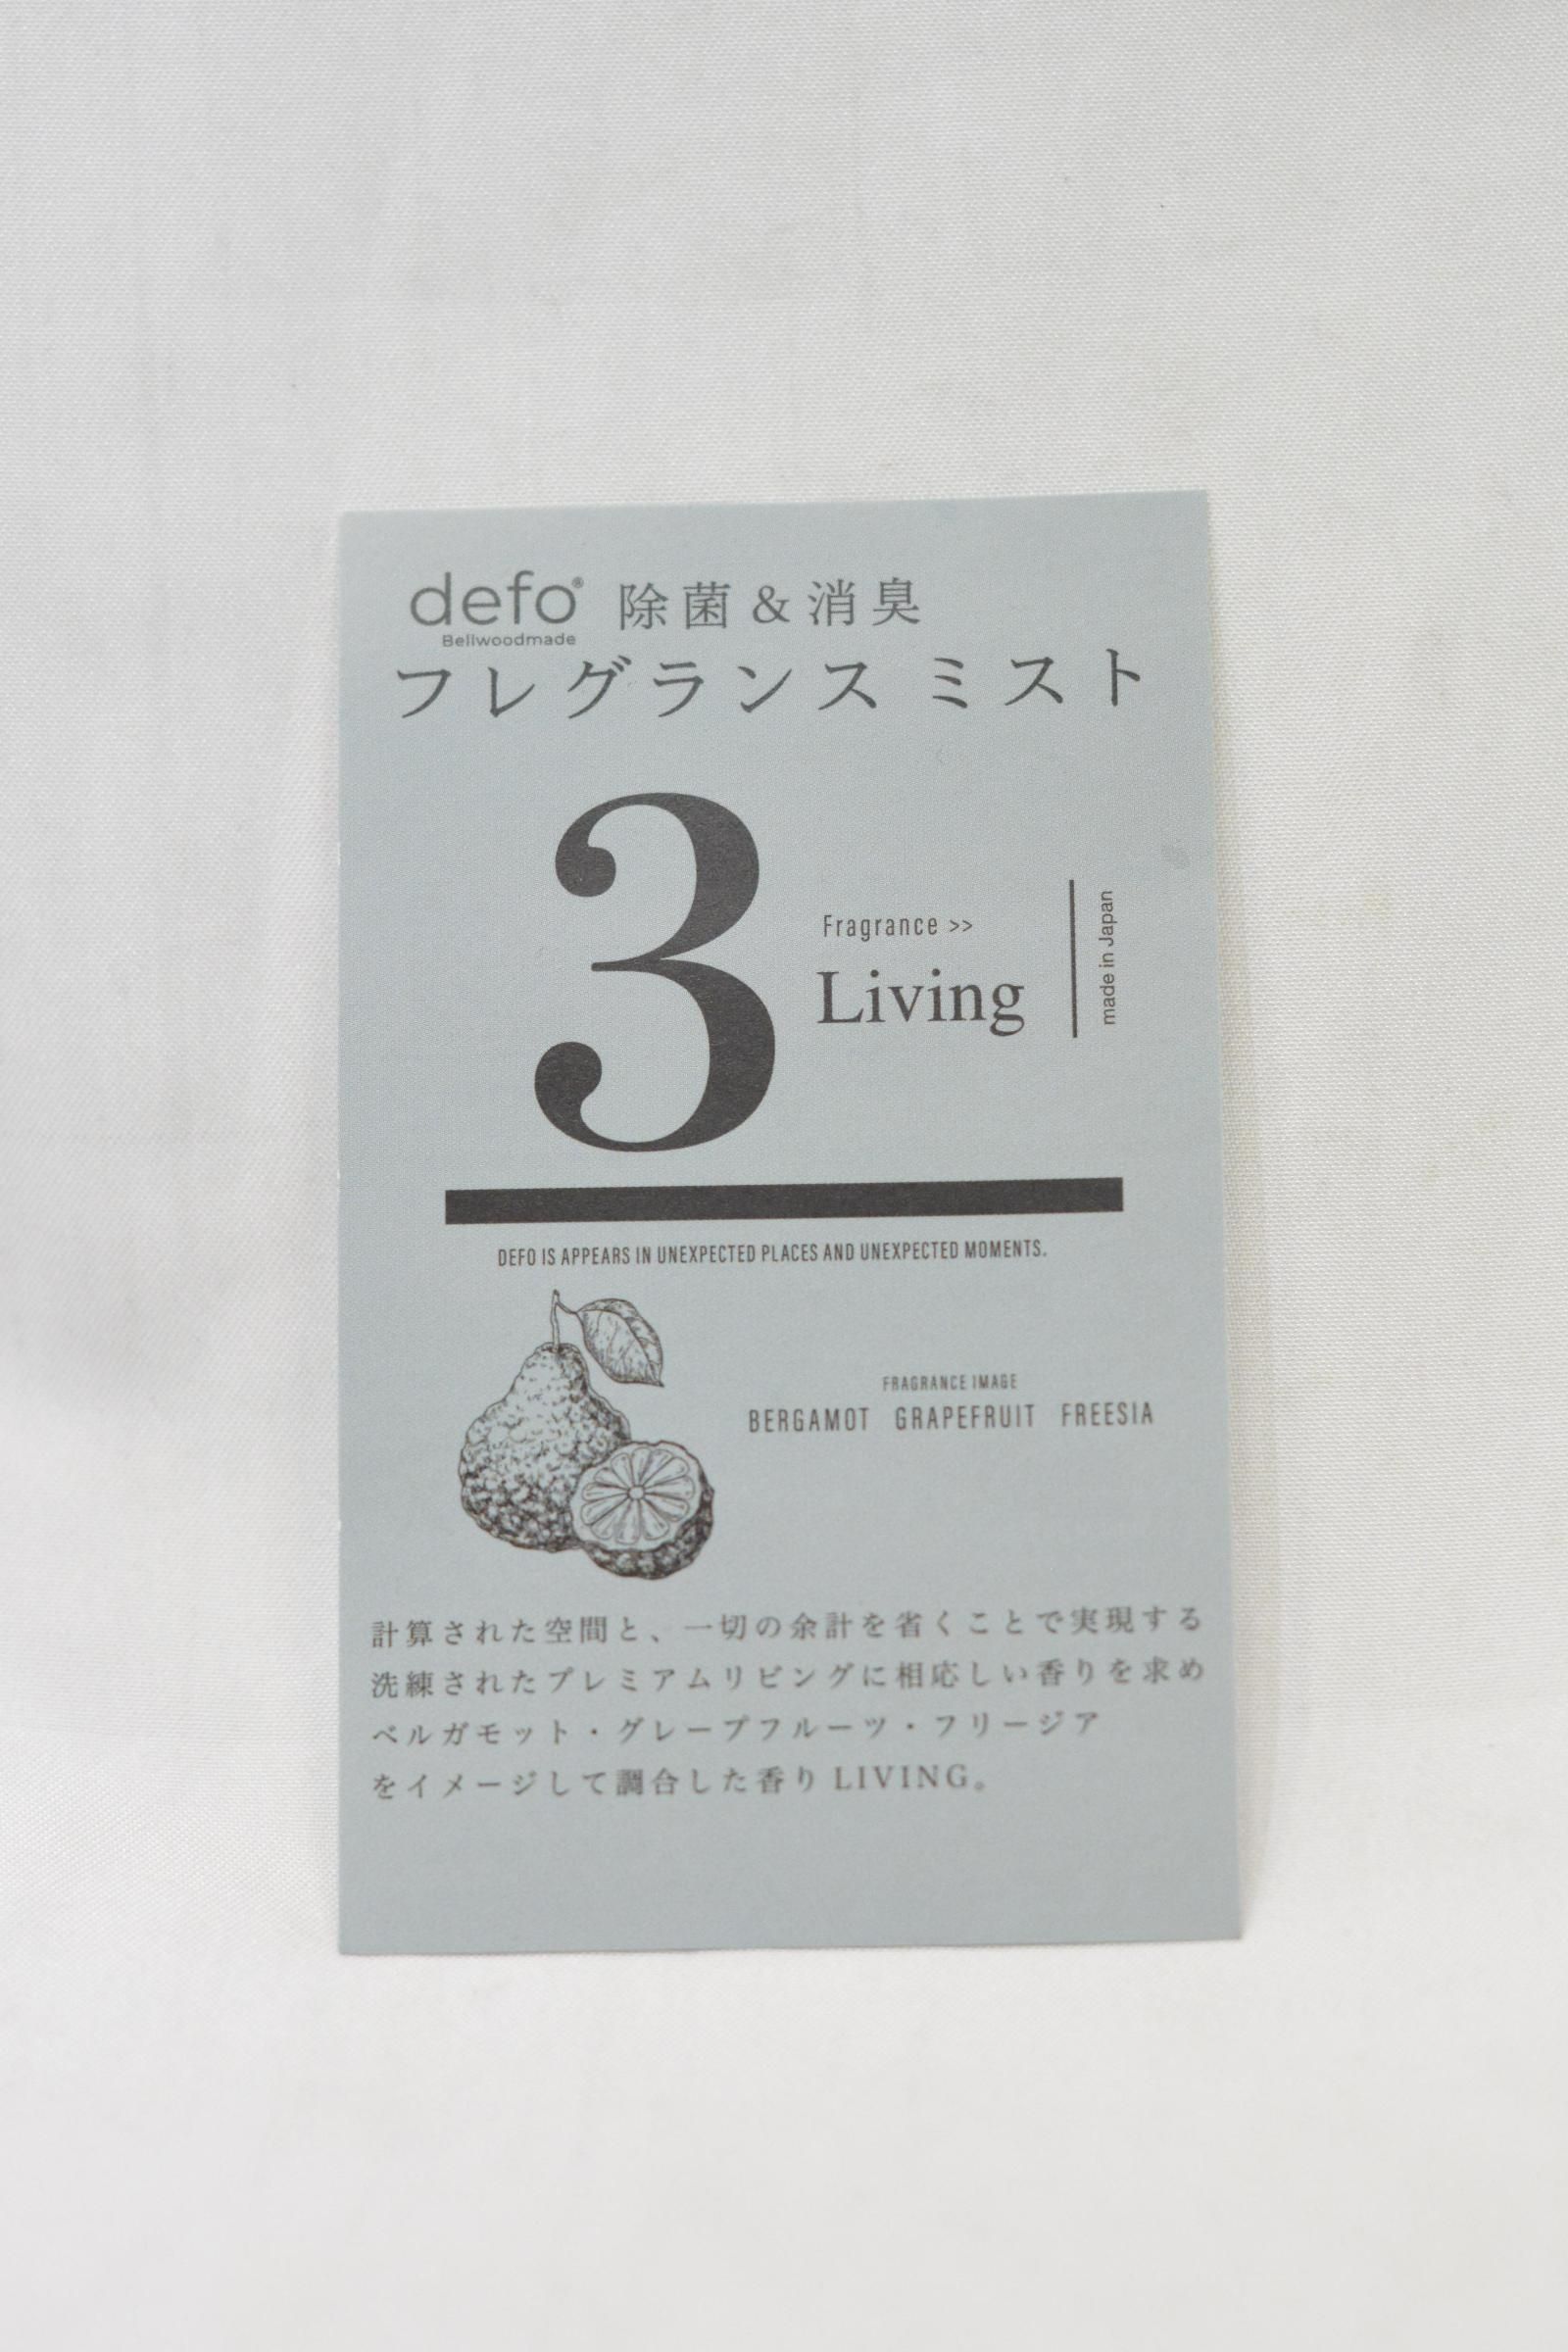 defo® 除菌＆消臭
Bellwoodmade
フレグランス ミスト
3
Fragrance >>
Living
made in Japan
DEFO IS APPEARS IN UNEXPECTED PLACES AND UNEXPECTED MOMENTS.
FRAGRANCE IMAGE
BERGAMOT GRAPEFRUIT FREESIA
計算された空間と、一切の余計を省くことで実現する
洗練されたプレミアムリビングに相応しい香りを求め
ベルガモット・グレープフルーツ・フリージア
をイメージして調合した香り LIVING。